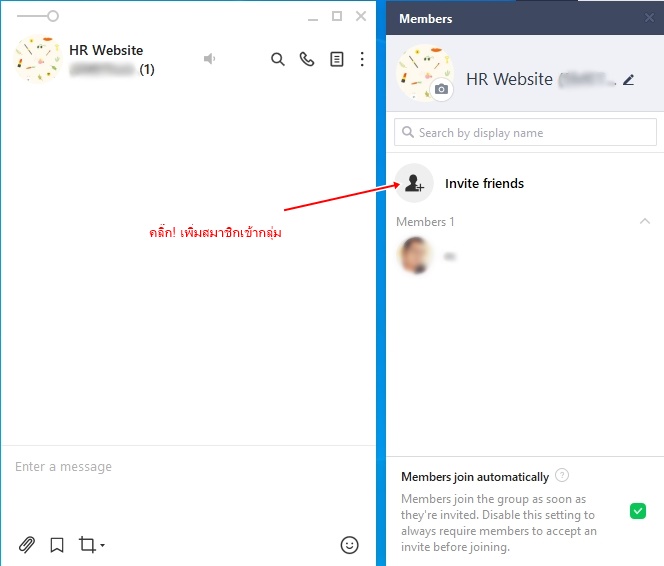 HR Website
(1)
คลิ๊ก! เพิ่มสมาชิกเข้ากลุ่ม
Enter a message
Members
HR Website
Search by display name
Invite friends
Members 1
Members join automatically ?
Members join the group as soon as
they're invited. Disable this setting to
always require members to accept an
invite before joining.